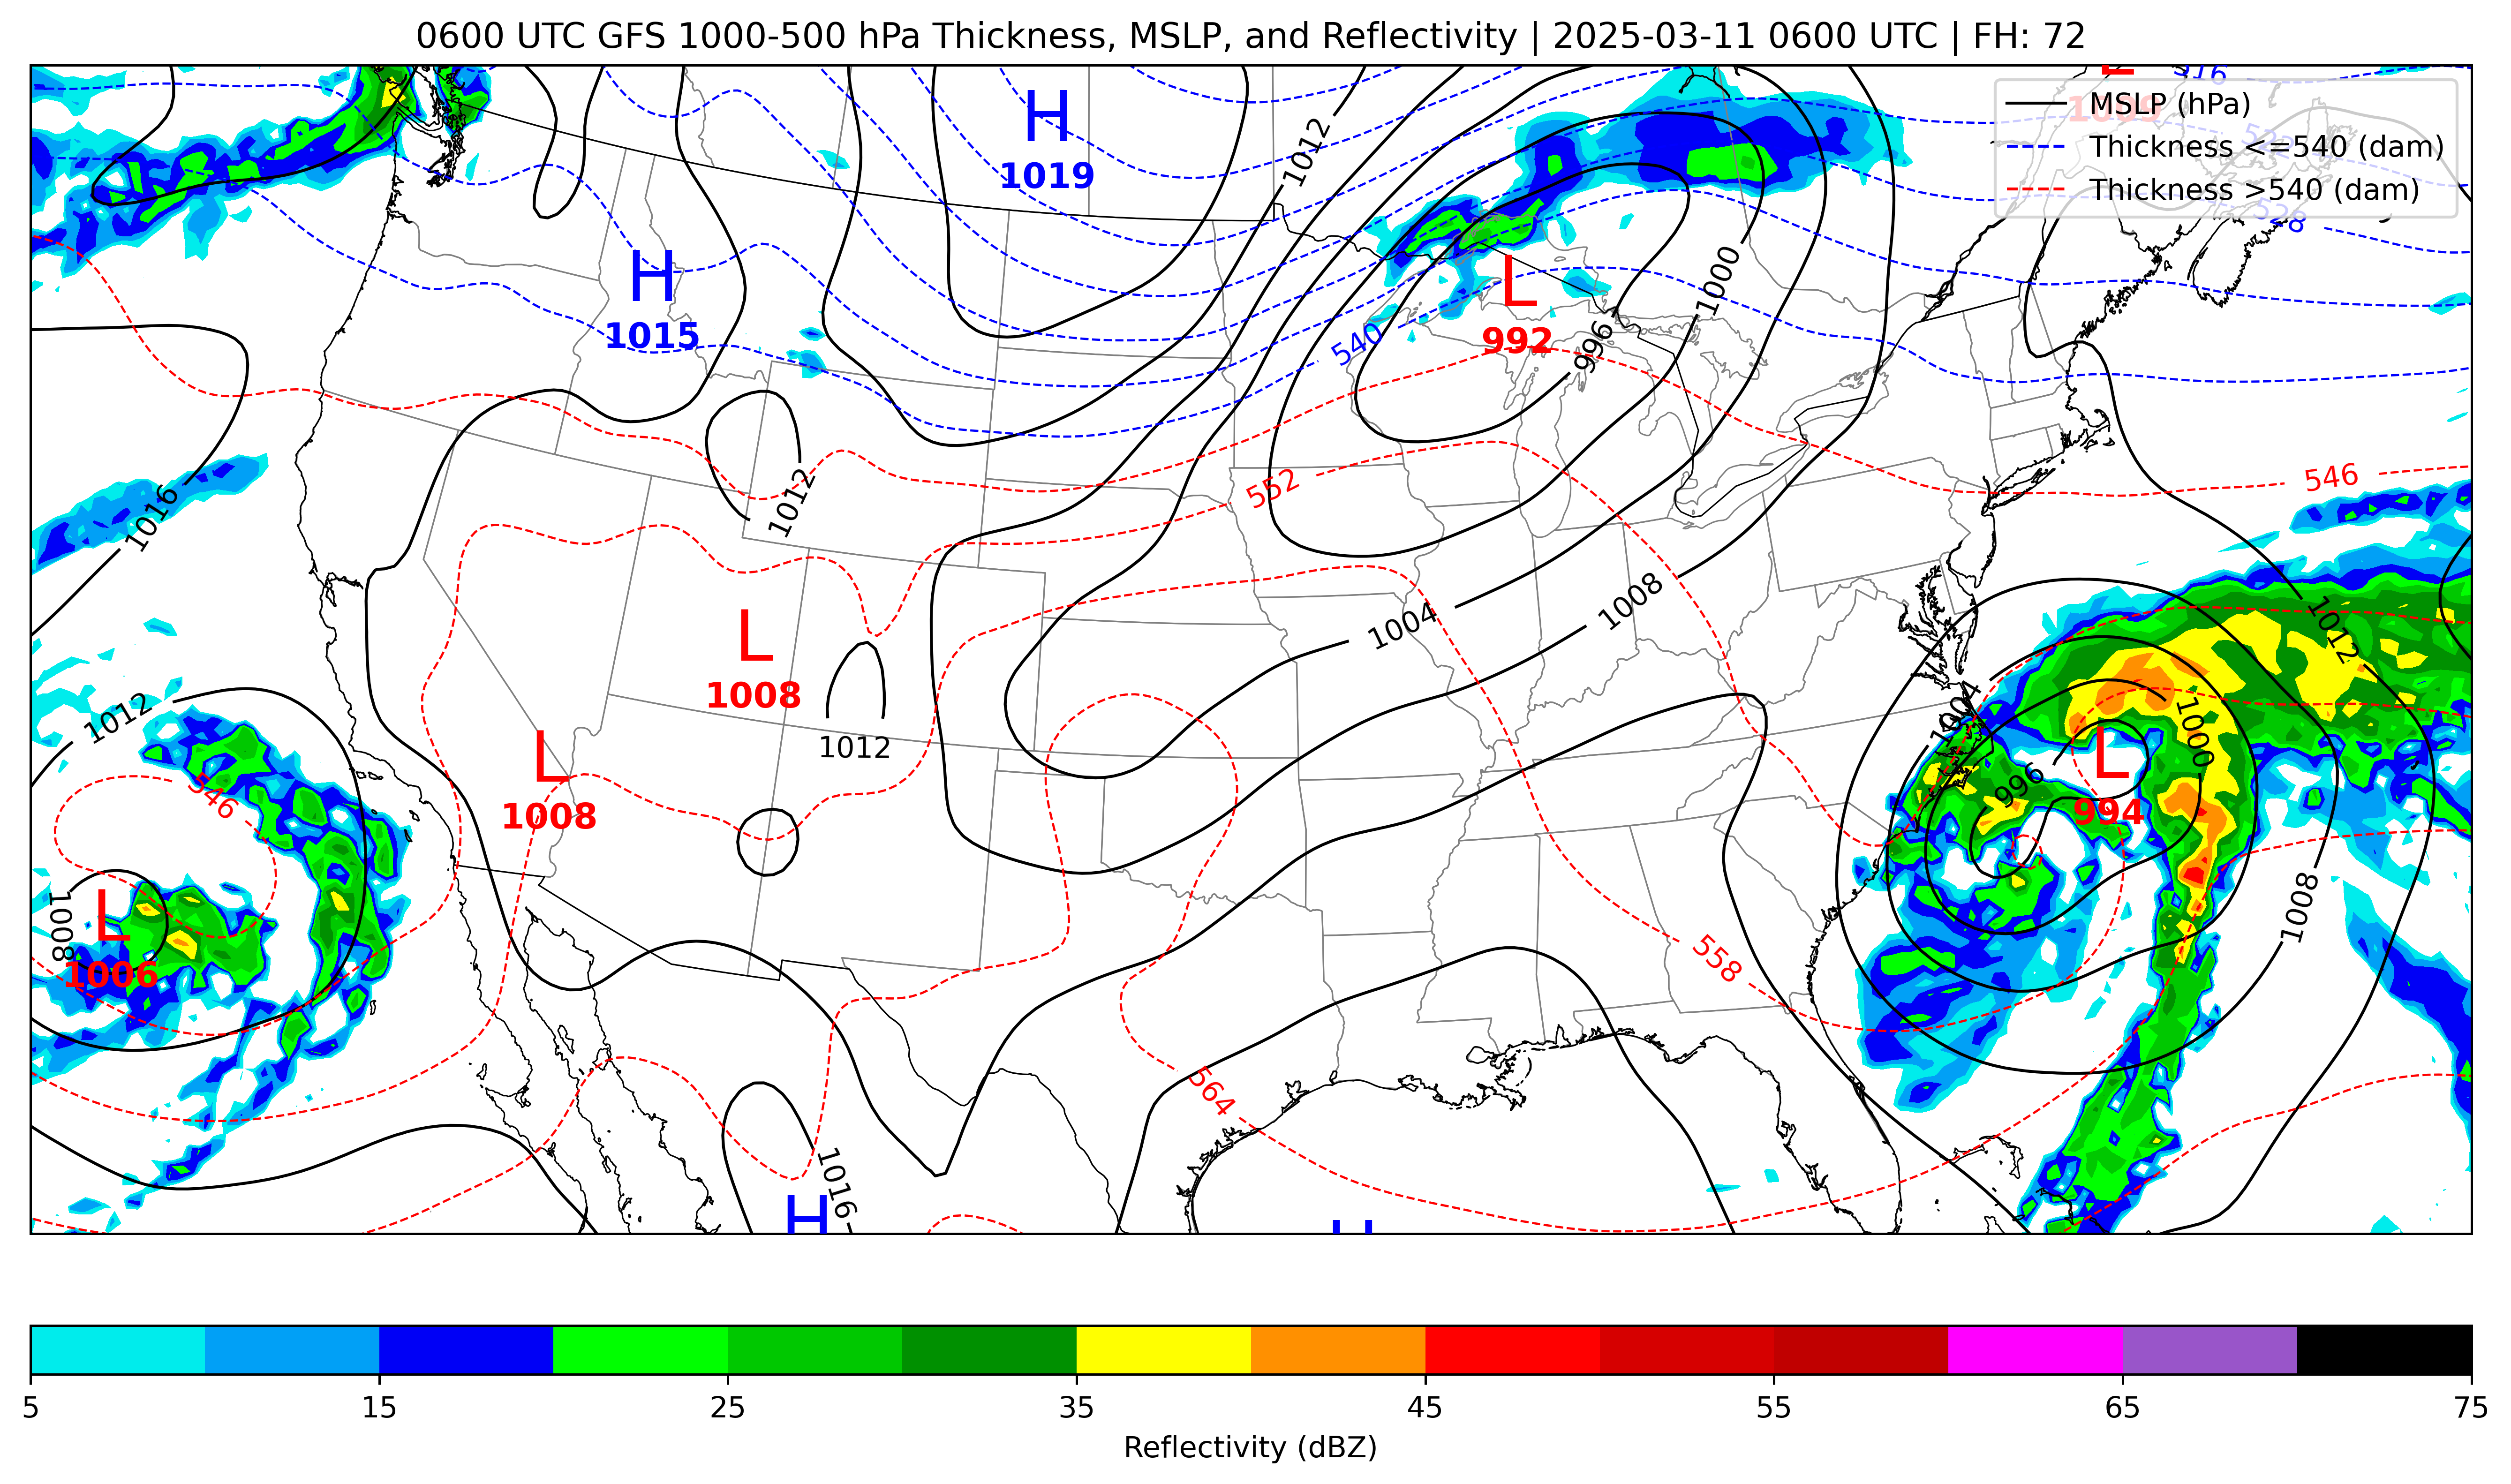 0600 UTC GFS 1000-500 hPa Thickness, MSLP, and Reflectivity | 2025-03-11 0600 UTC | FH: 72
MSLP (hPa)
Thickness <=540 (dam)
Thickness >540 (dam)
L
516
528
H
1019
1012
H
1015
L
992
1000
996
540
552
546
1016
1012
1012
1004
1008
L
1008
1012
L
1008
1012
546
L
1006
1008
1004
1000
996
L
994
1012
1008
558
564
1016
H
H
5
15
25
35
45
55
65
75
Reflectivity (dBZ)